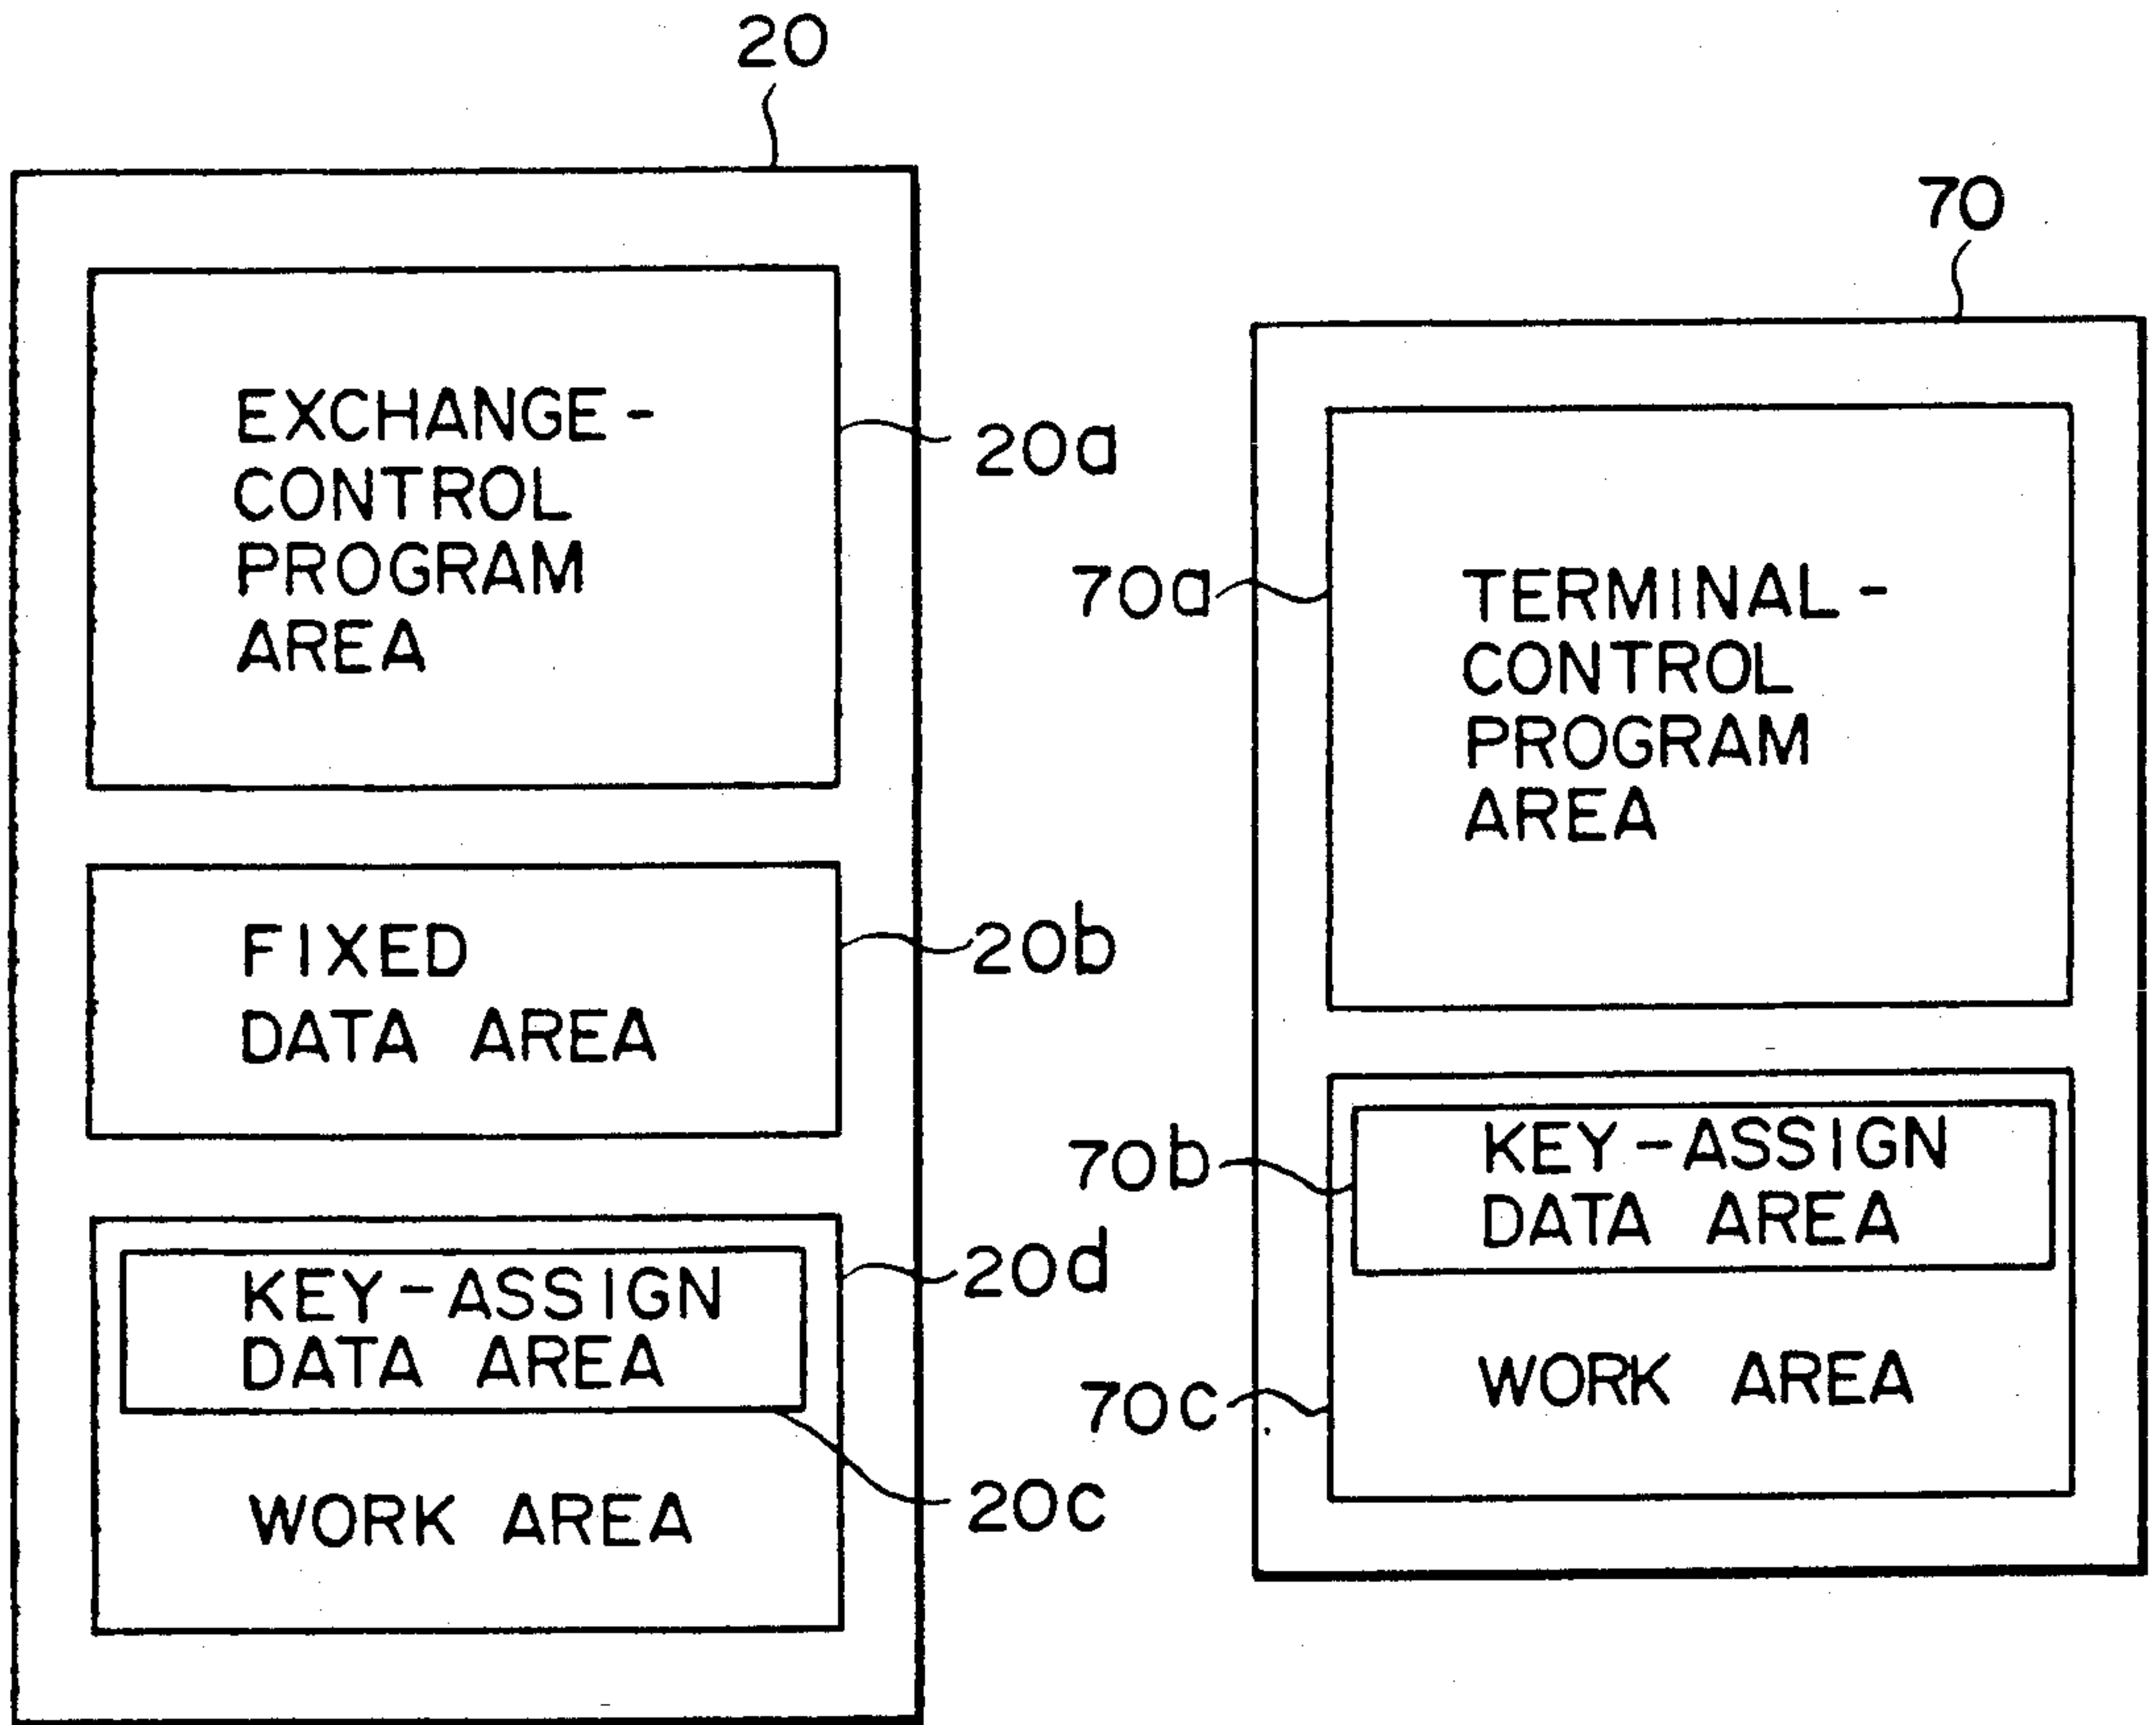 20
EXCHANGE-
CONTROL
PROGRAM
AREA
20a
FIXED
DATA AREA
20b
KEY-ASSIGN
DATA AREA
20d
WORK AREA
20c
70
70a
TERMINAL-
CONTROL
PROGRAM
AREA
70b
KEY-ASSIGN
DATA AREA
70c
WORK AREA